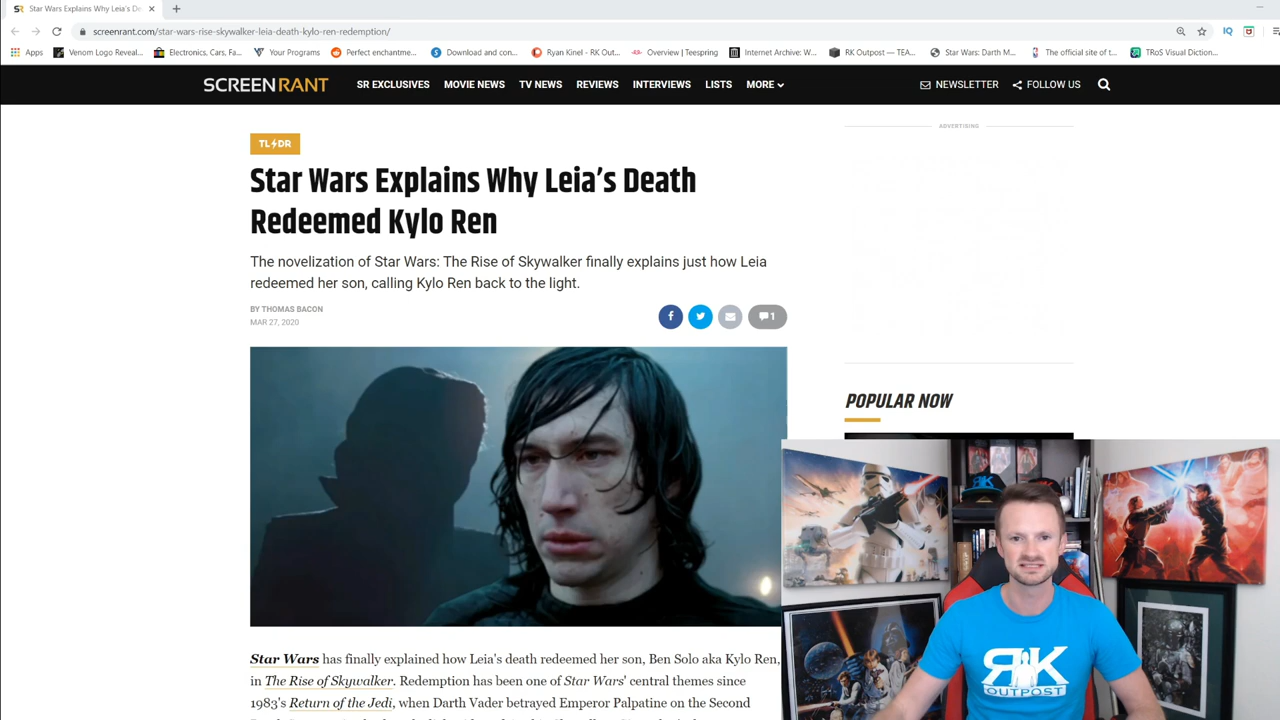 Star Wars Explains Why Leia's De
screenrant.com/star-wars-rise-skywalker-leia-death-kylo-ren-redemption/
Apps Venom Logo Reveal... Electronics, Cars, Fa... Your Programs Perfect enchantme... Download and con... Ryan Kinel - RK Out... Overview | Teespring Internet Archive: W... RK Outpost — TEA... Star Wars: Darth M... The official site of t... TRoS Visual Diction...
SCREENRANT SR EXCLUSIVES MOVIE NEWS TV NEWS REVIEWS INTERVIEWS LISTS MORE NEWSLETTER FOLLOW US
ADVERTISING
TL DR
Star Wars Explains Why Leia’s Death
Redeemed Kylo Ren
The novelization of Star Wars: The Rise of Skywalker finally explains just how Leia
redeemed her son, calling Kylo Ren back to the light.
BY THOMAS BACON
MAR 27, 2020
1
POPULAR NOW
Star Wars has finally explained how Leia's death redeemed her son, Ben Solo aka Kylo Ren,
in The Rise of Skywalker. Redemption has been one of Star Wars' central themes since
1983's Return of the Jedi, when Darth Vader betrayed Emperor Palpatine on the Second
RK
OUTPOST